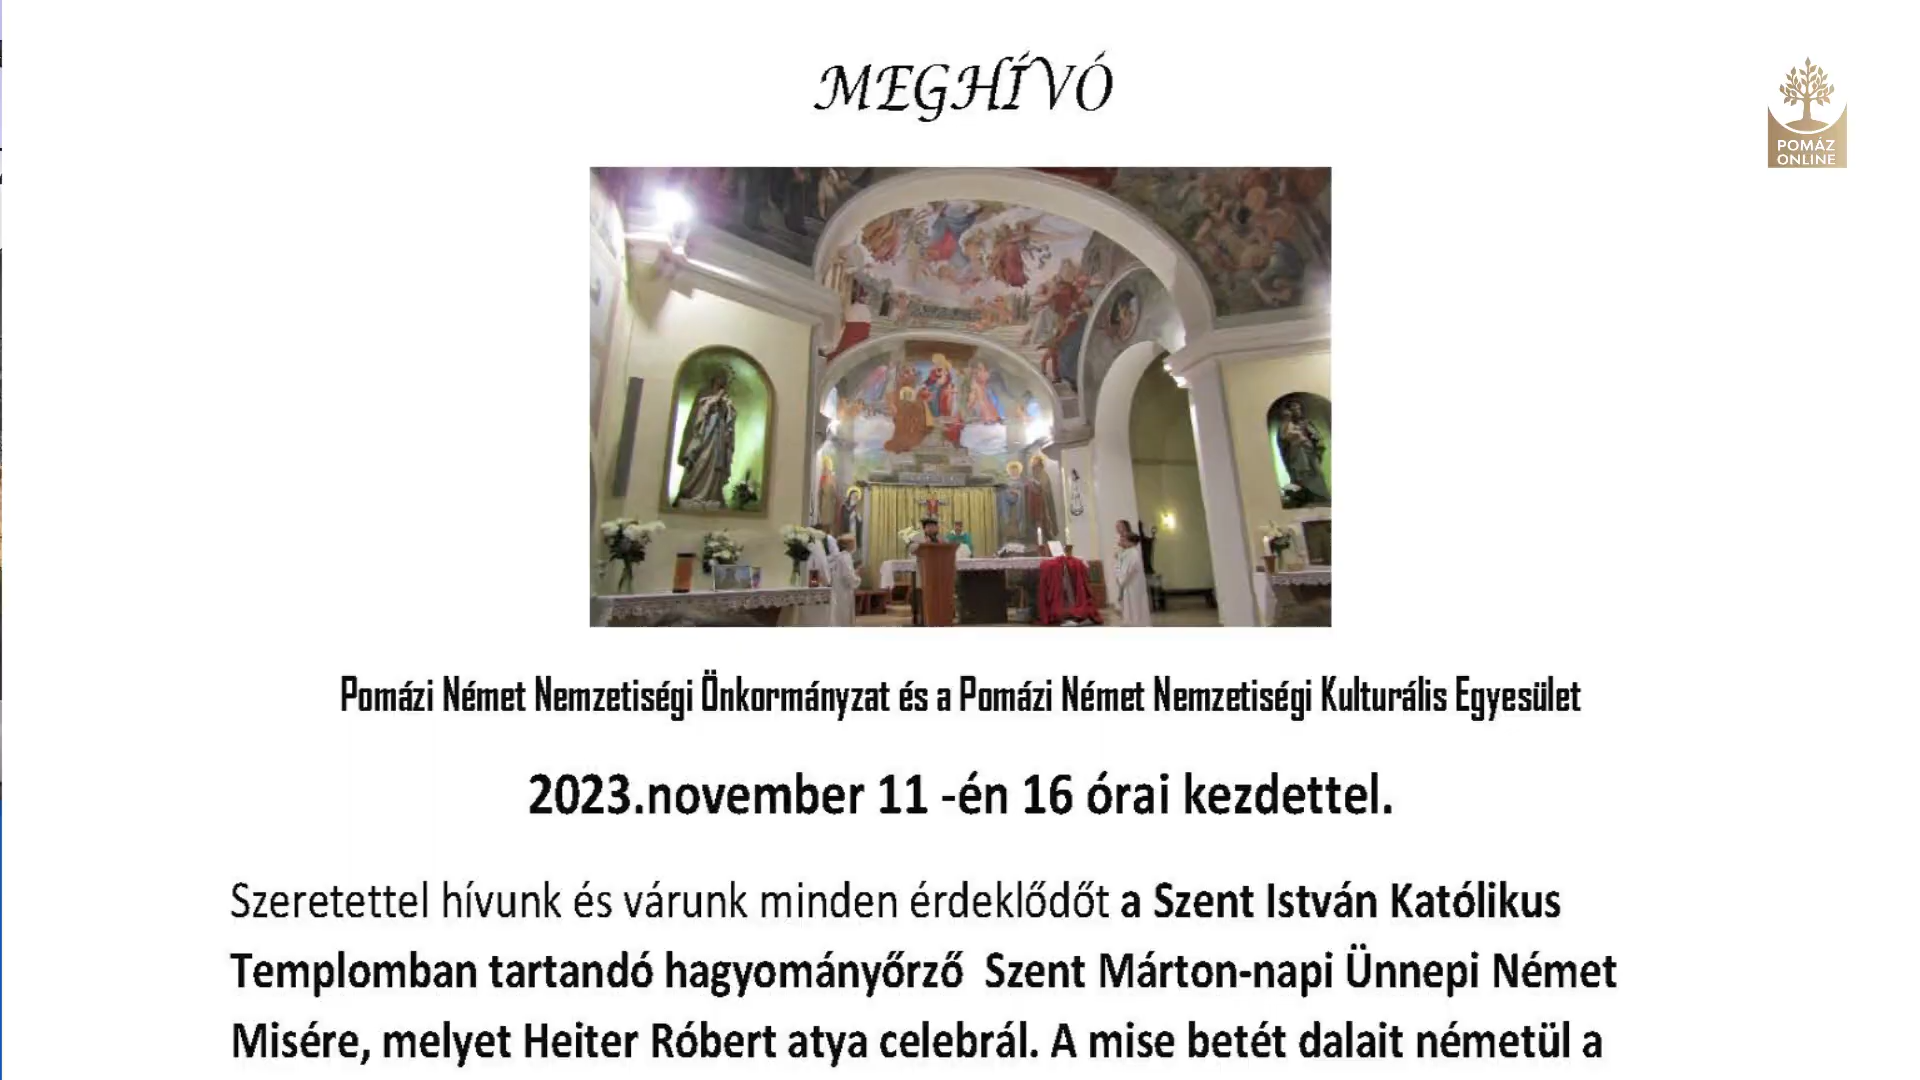 MEGHÍVÓ
POMÁZ
ONLINE
Pomázi Német Nemzetiségi Önkormányzat és a Pomázi Német Nemzetiségi Kulturális Egyesület
2023.november 11 -én 16 órai kezdettel.
Szeretettel hívunk és várunk minden érdeklődőt a Szent István Katólikus
Templomban tartandó hagyományőrző  Szent Márton-napi Ünnepi Német
Misére, melyet Heiter Róbert atya celebrál. A mise betét dalait németül a